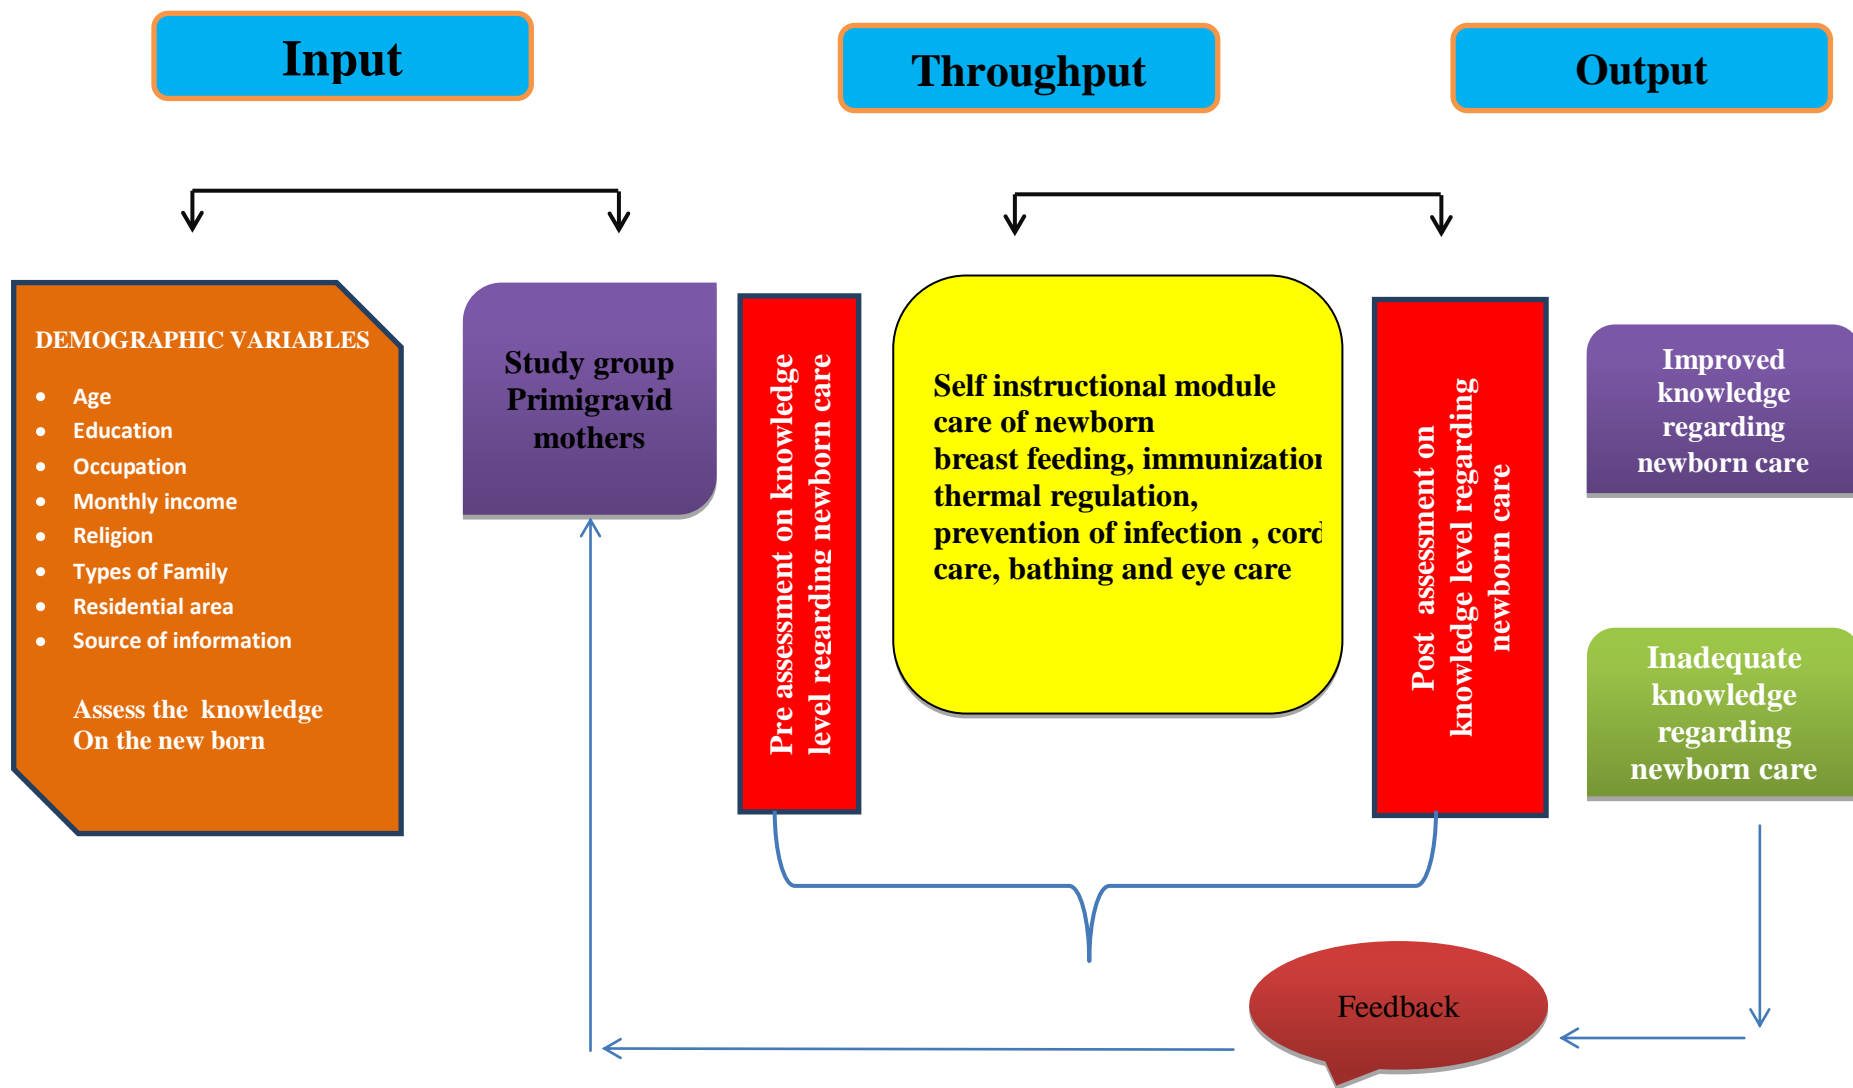 Input
Throughput
Output
DEMOGRAPHIC VARIABLES
Age
Education
Occupation
Monthly income
Religion
Types of Family
Residential area
Source of information
Assess the knowledge
On the new born
Study group
Primigravid
mothers
Pre assessment on knowledge
level regarding newborn care
Self instructional module
care of newborn
breast feeding, immunization
thermal regulation,
prevention of infection , cord
care, bathing and eye care
Post assessment on
knowledge level regarding
newborn care
Improved
knowledge
regarding
newborn care
Inadequate
knowledge
regarding
newborn care
Feedback